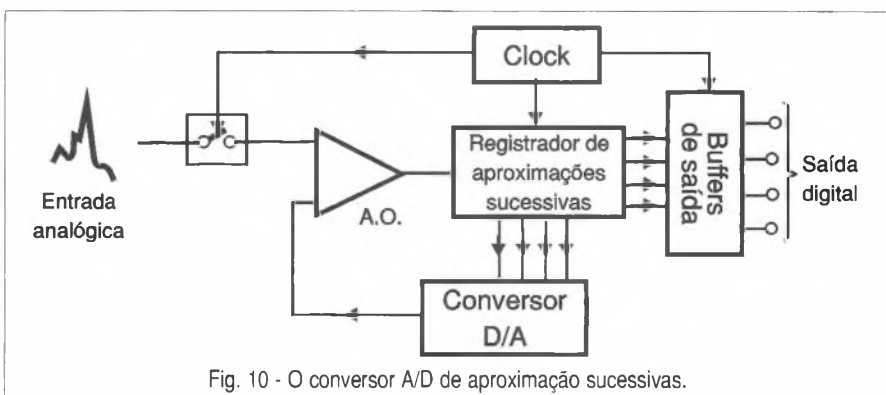 Clock
Entrada
analógica
A.O.
Registrador de
aproximações
sucessivas
Buffers
de saída
Saída
digital
Conversor
D/A
Fig. 10 - O conversor A/D de aproximação sucessivas.